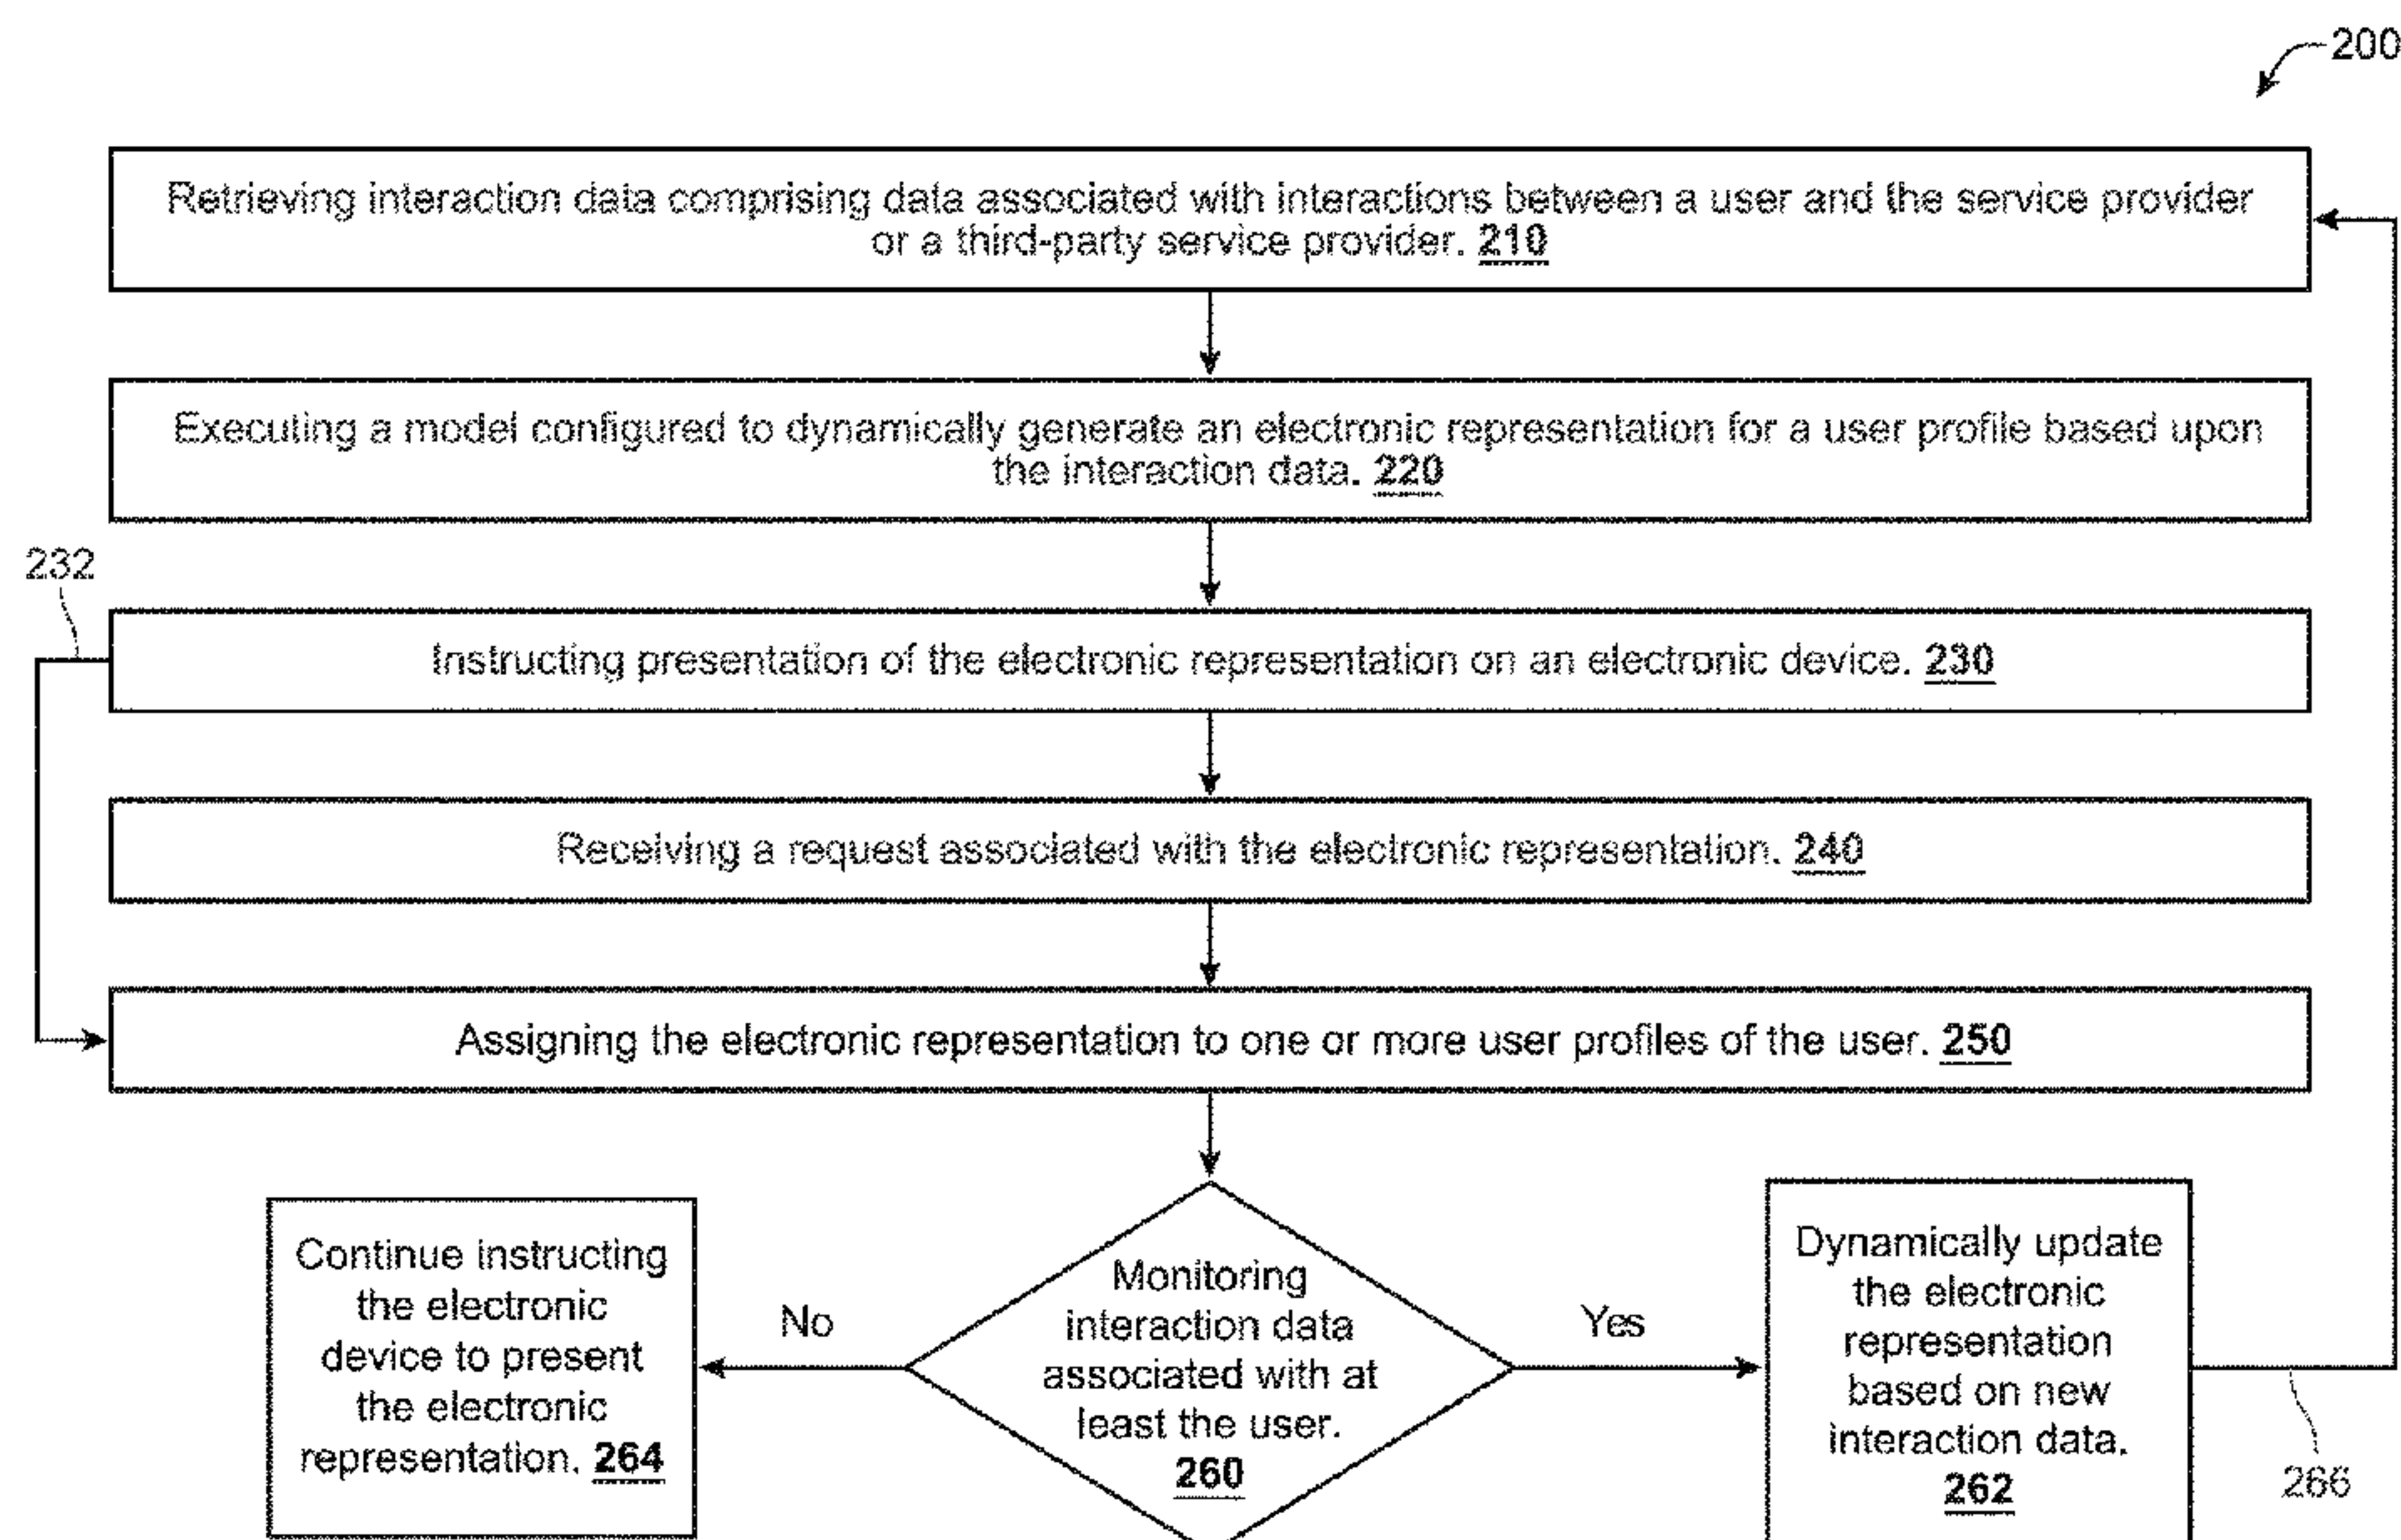 200
Retrieving interaction data comprising data associated with interactions between a user and the service provider
or a third-party service provider. 210
Executing a model configured to dynamically generate an electronic representation for a user profile based upon
the interaction data. 220
232
Instructing presentation of the electronic representation on an electronic device. 230
Receiving a request associated with the electronic representation. 240
Assigning the electronic representation to one or more user profiles of the user. 250
Continue instructing
the electronic
device to present
the electronic
representation. 264
No
Monitoring
interaction data
associated with at
least the user.
260
Yes
Dynamically update
the electronic
representation
based on new
interaction data.
262
266